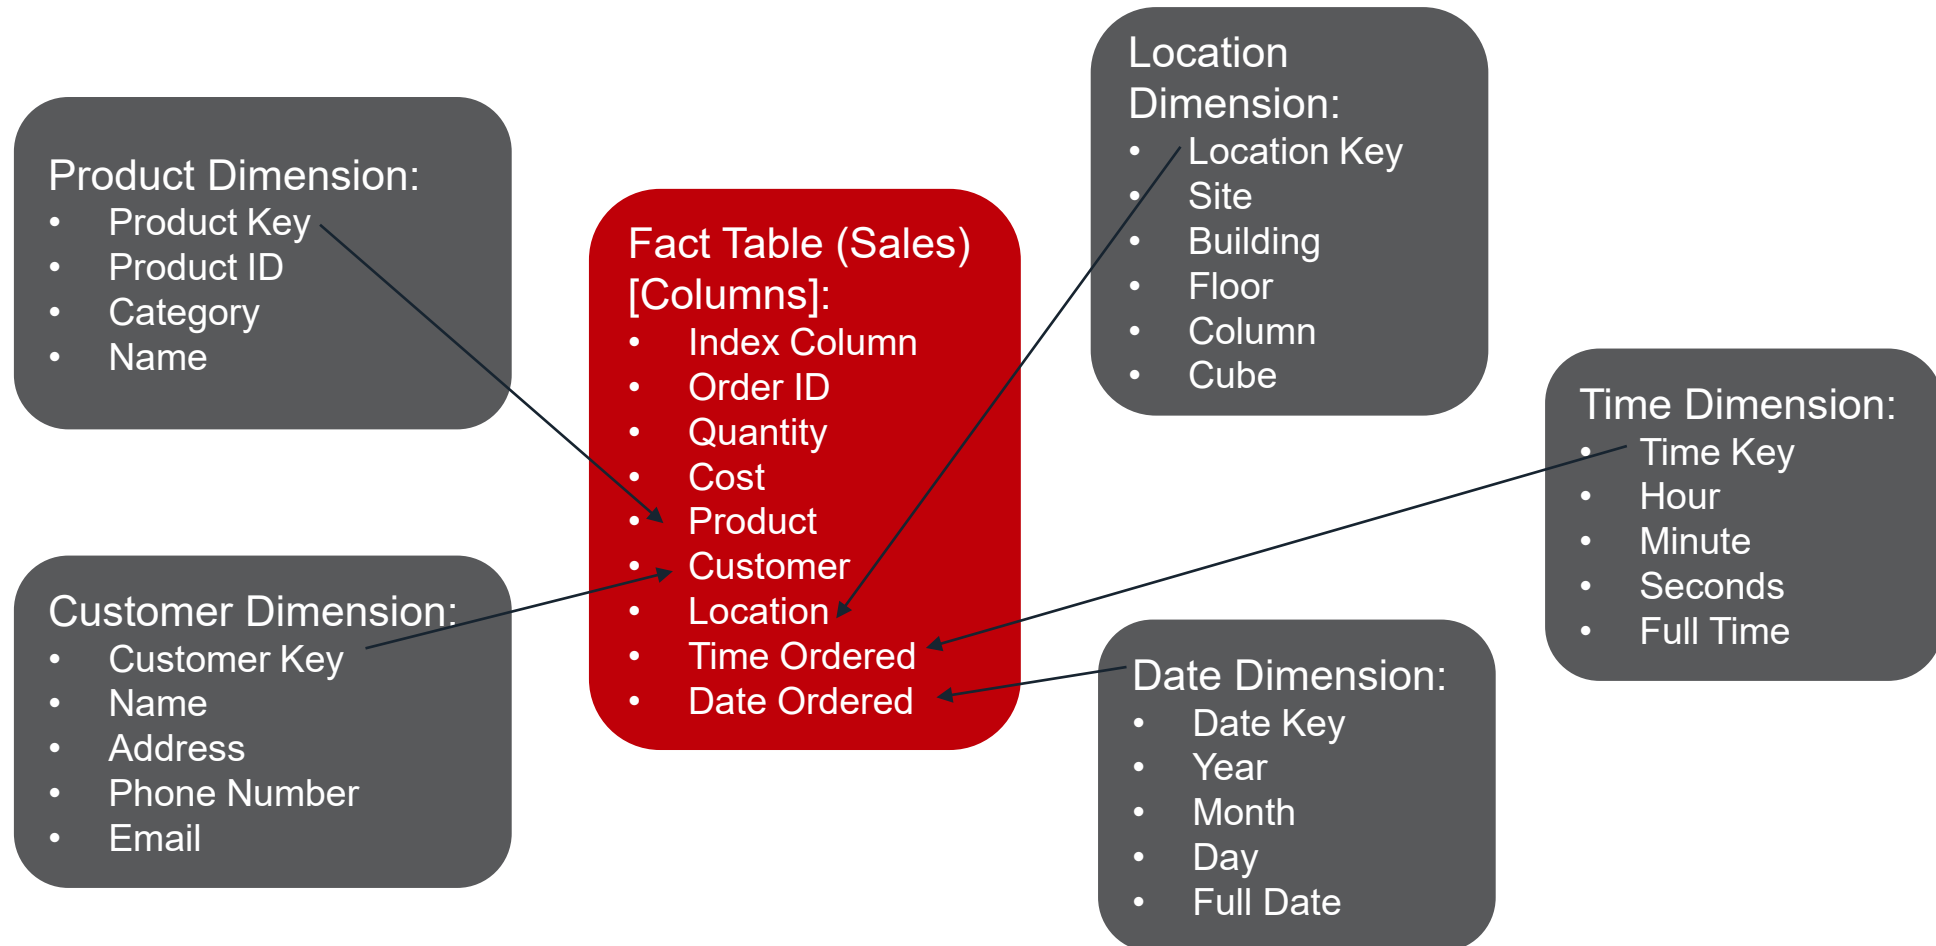 Product Dimension:
• Product Key
• Product ID
• Category
• Name
Customer Dimension:
• Customer Key
• Name
• Address
• Phone Number
• Email
Fact Table (Sales)
[Columns]:
• Index Column
• Order ID
• Quantity
• Cost
• Product
• Customer
• Location
• Time Ordered
• Date Ordered
Location
Dimension:
• Location Key
• Site
• Building
• Floor
• Column
• Cube
Time Dimension:
• Time Key
• Hour
• Minute
• Seconds
• Full Time
Date Dimension:
• Date Key
• Year
• Month
• Day
• Full Date